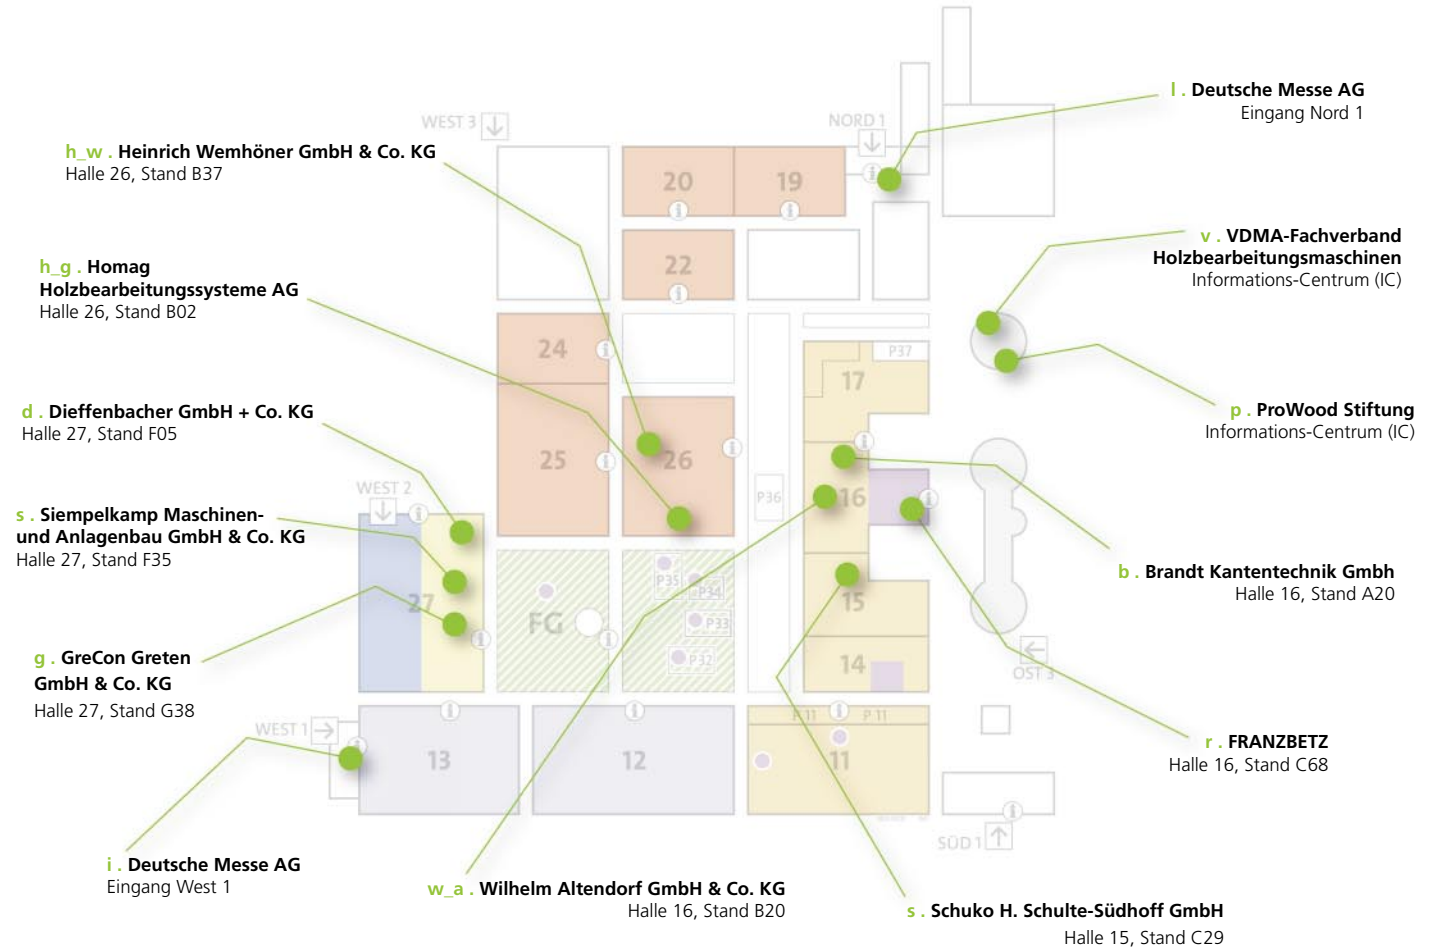 l . Deutsche Messe AG
Eingang Nord 1
WEST 3
NORD 1
h_w . Heinrich Wemhöner GmbH & Co. KG
Halle 26, Stand B37
20
19
v . VDMA-Fachverband
Holzbearbeitungsmaschinen
Informations-Centrum (IC)
h_g . Homag
Holzbearbeitungssysteme AG
Halle 26, Stand B02
22
24
P37
17
d . Dieffenbacher GmbH + Co. KG
Halle 27, Stand F05
p . ProWood Stiftung
Informations-Centrum (IC)
25
26
WEST 2
P36
16
s . Siempelkamp Maschinen-
und Anlagenbau GmbH & Co. KG
Halle 27, Stand F35
b . Brandt Kantentechnik Gmbh
Halle 16, Stand A20
P35
P34
27
FG
P33
15
P32
14
OST 3
g . GreCon Greten
GmbH & Co. KG
Halle 27, Stand G38
WEST 1
P 11
P 11
13
12
11
r . FRANZBETZ
Halle 16, Stand C68
SÜD 1
i . Deutsche Messe AG
Eingang West 1
w_a . Wilhelm Altendorf GmbH & Co. KG
Halle 16, Stand B20
s . Schuko H. Schulte-Südhoff GmbH
Halle 15, Stand C29